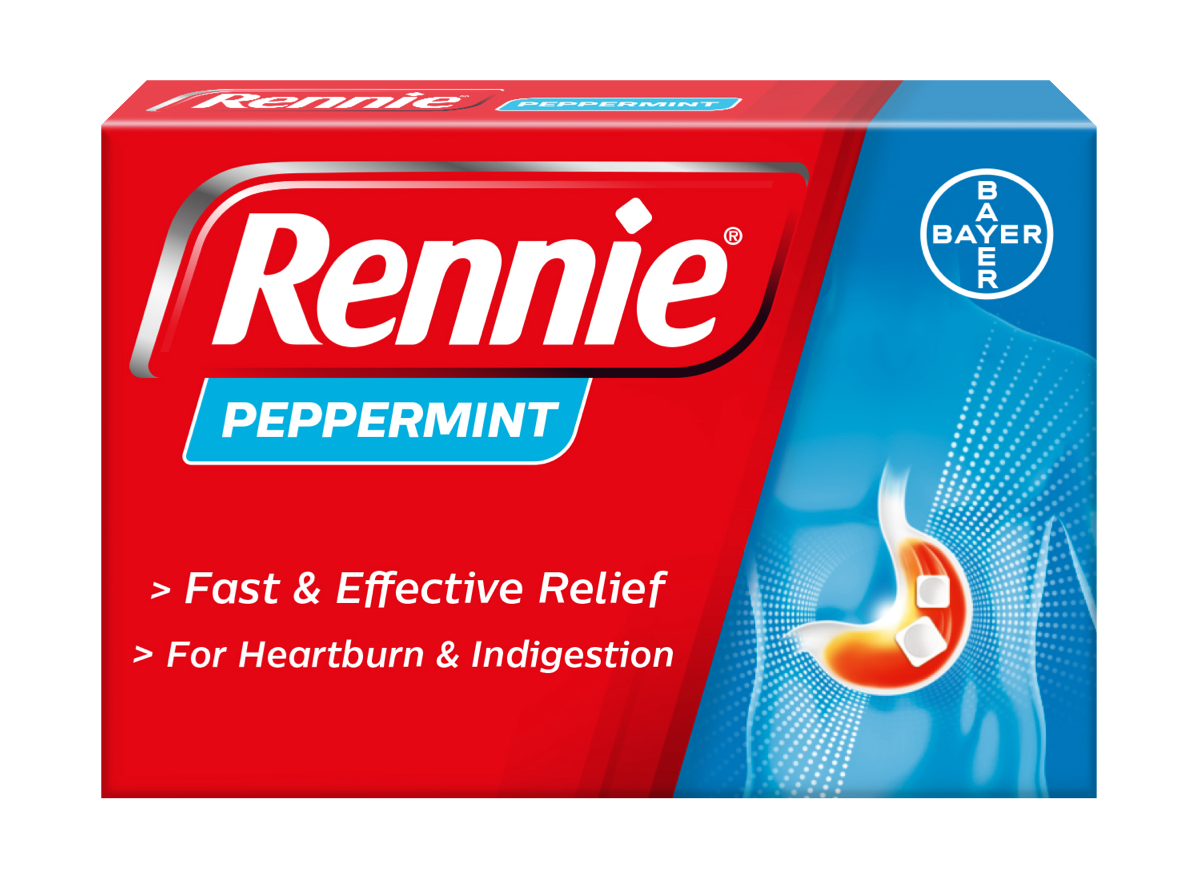 Rennie PEPPERMINT
Rennie®
PEPPERMINT
> Fast & Effective Relief
> For Heartburn & Indigestion
BAYER
BAYER